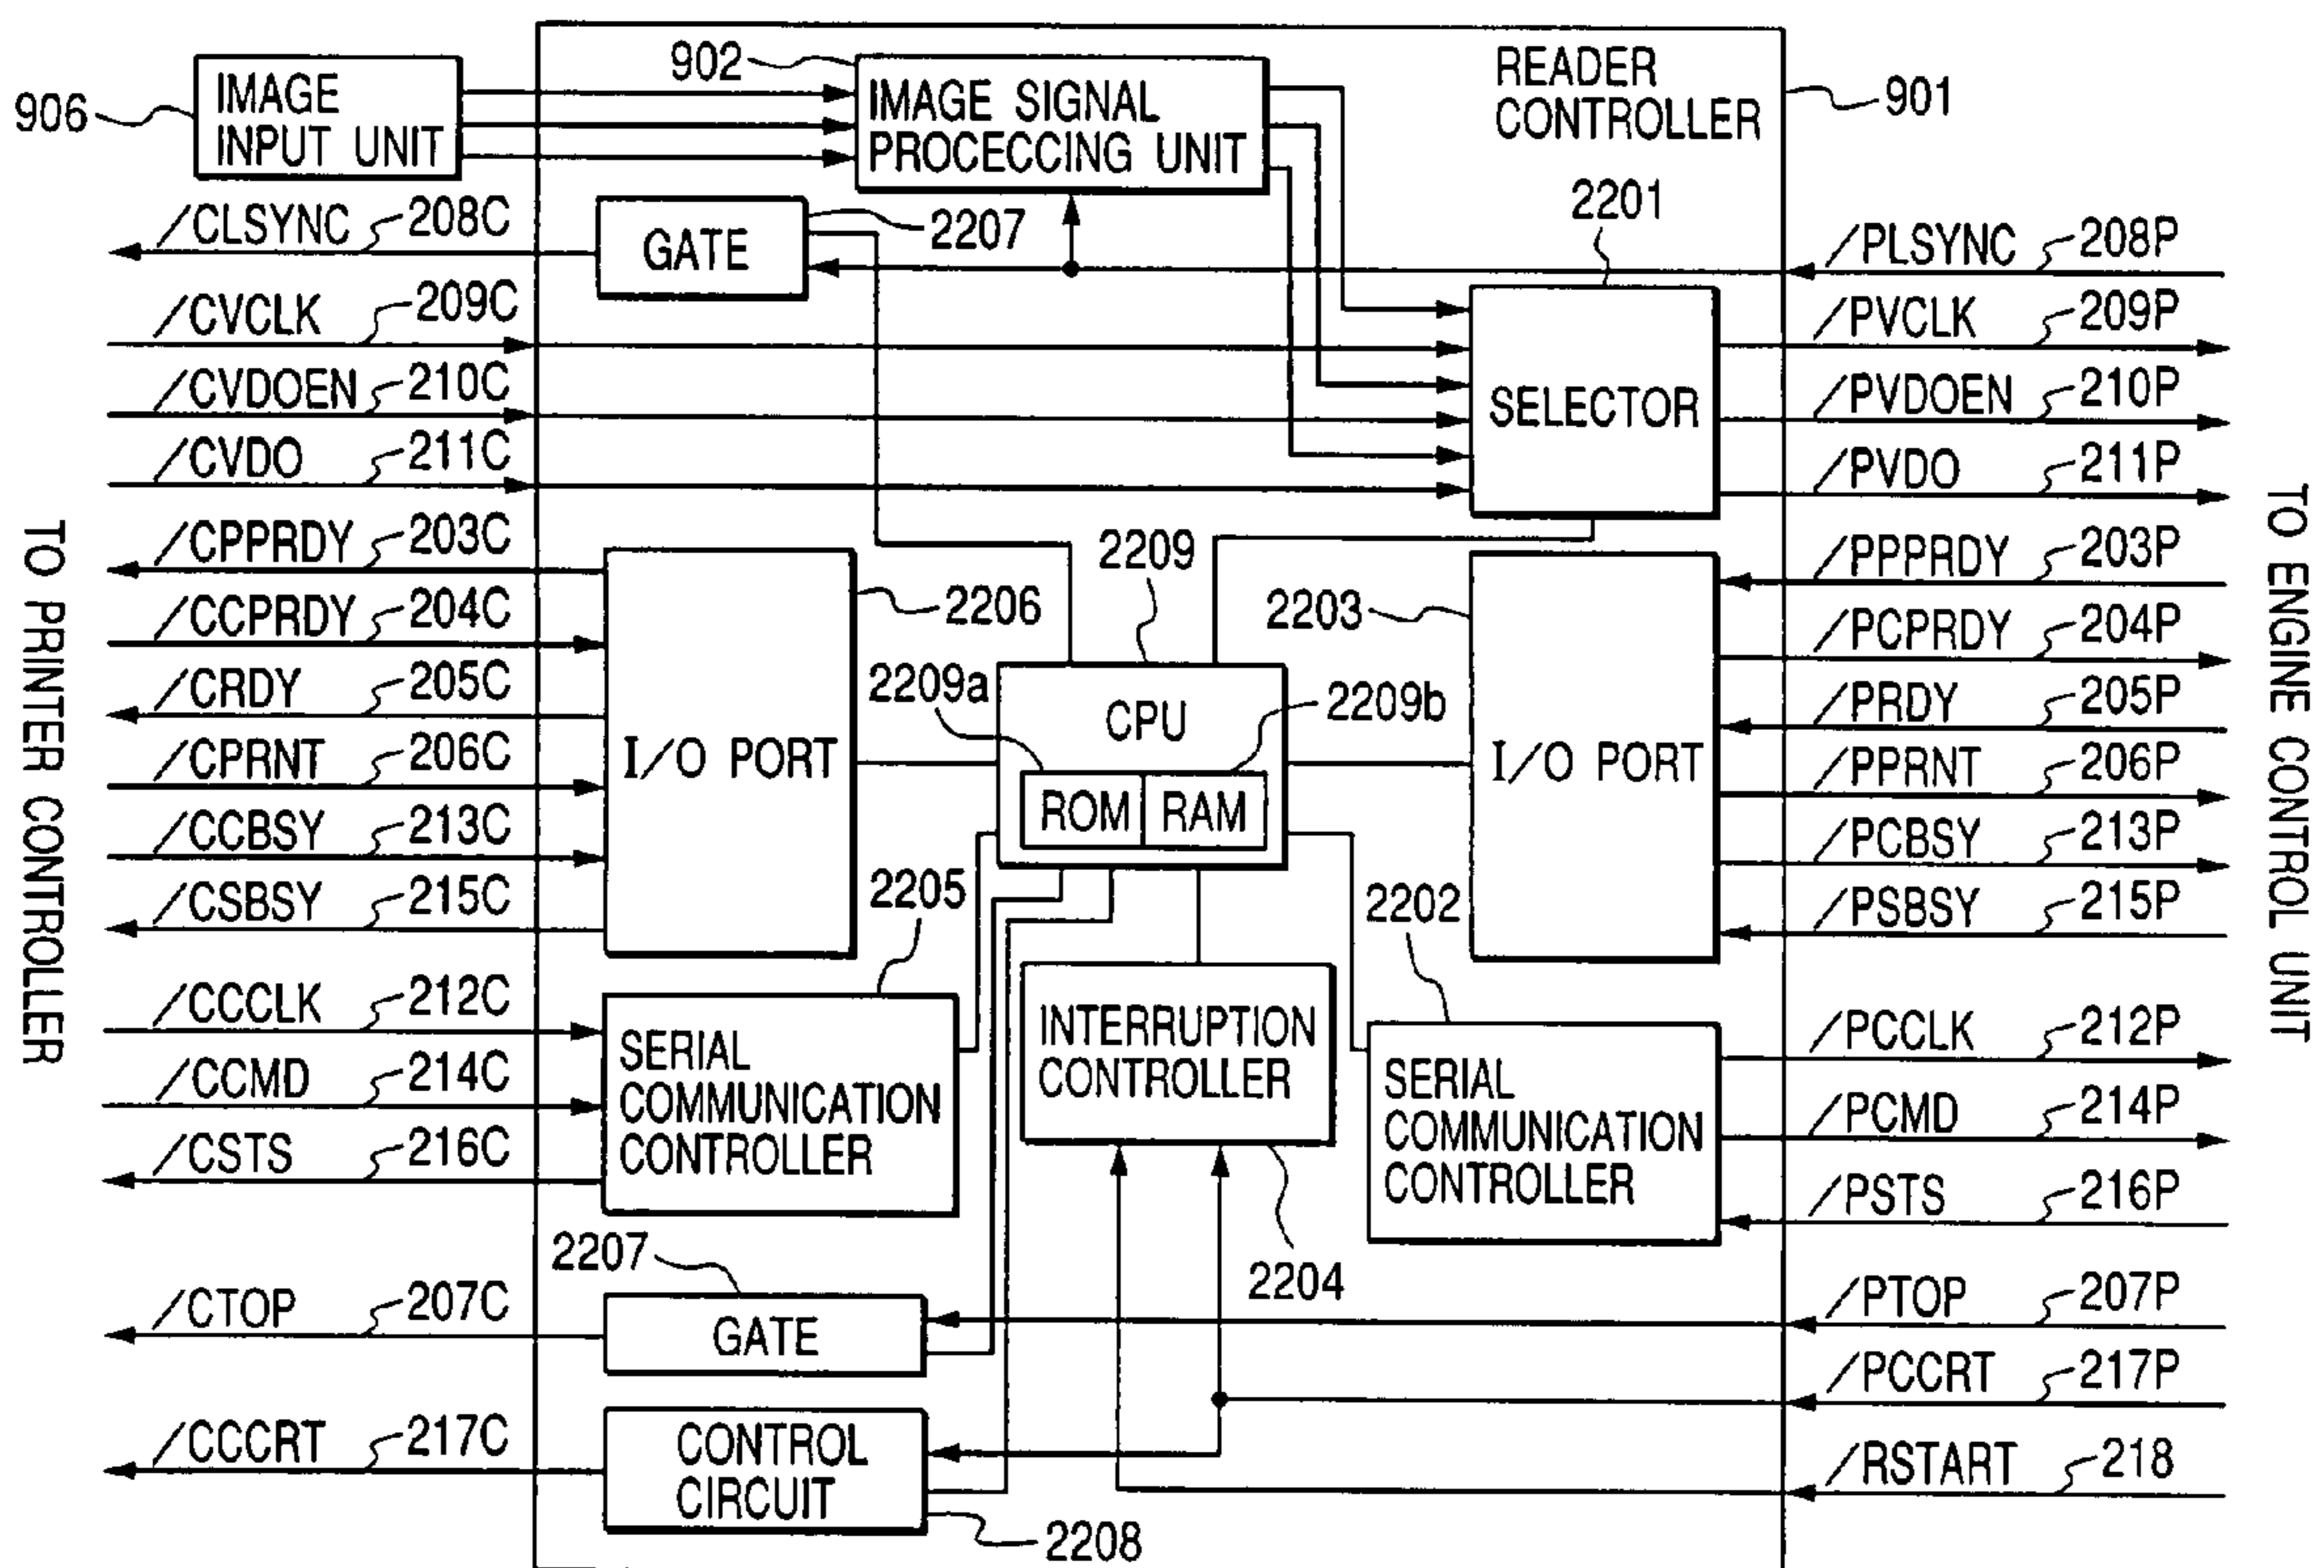 906
IMAGE
INPUT UNIT
902
IMAGE SIGNAL
PROCECCING UNIT
READER
CONTROLLER
901
/CLSYNC
208C
GATE
2207
2201
/PLSYNC
208P
/CVCLK
209C
/PVCLK
209P
/CVDOEN
210C
SELECTOR
/PVDOEN
210P
/CVDO
211C
/PVDO
211P
TO PRINTER CONTROLLER
TO ENGINE CONTROL UNIT
/CPPRDY
203C
/CCPRDY
204C
/CRDY
205C
/CPRNT
206C
/CCBSY
213C
/CSBSY
215C
I/O PORT
2206
2209
2209a
2209b
CPU
ROM
RAM
2203
I/O PORT
/PPPRDY
203P
/PCPRDY
204P
/PRDY
205P
/PPRNT
206P
/PCBSY
213P
/PSBSY
215P
/CCCLK
212C
/CCMD
214C
/CSTS
216C
2205
SERIAL
COMMUNICATION
CONTROLLER
INTERRUPTION
CONTROLLER
2204
2202
SERIAL
COMMUNICATION
CONTROLLER
/PCCLK
212P
/PCMD
214P
/PSTS
216P
2207
/CTOP
207C
GATE
/PTOP
207P
/PCCRT
217P
/CCCRT
217C
CONTROL
CIRCUIT
2208
/RSTART
218